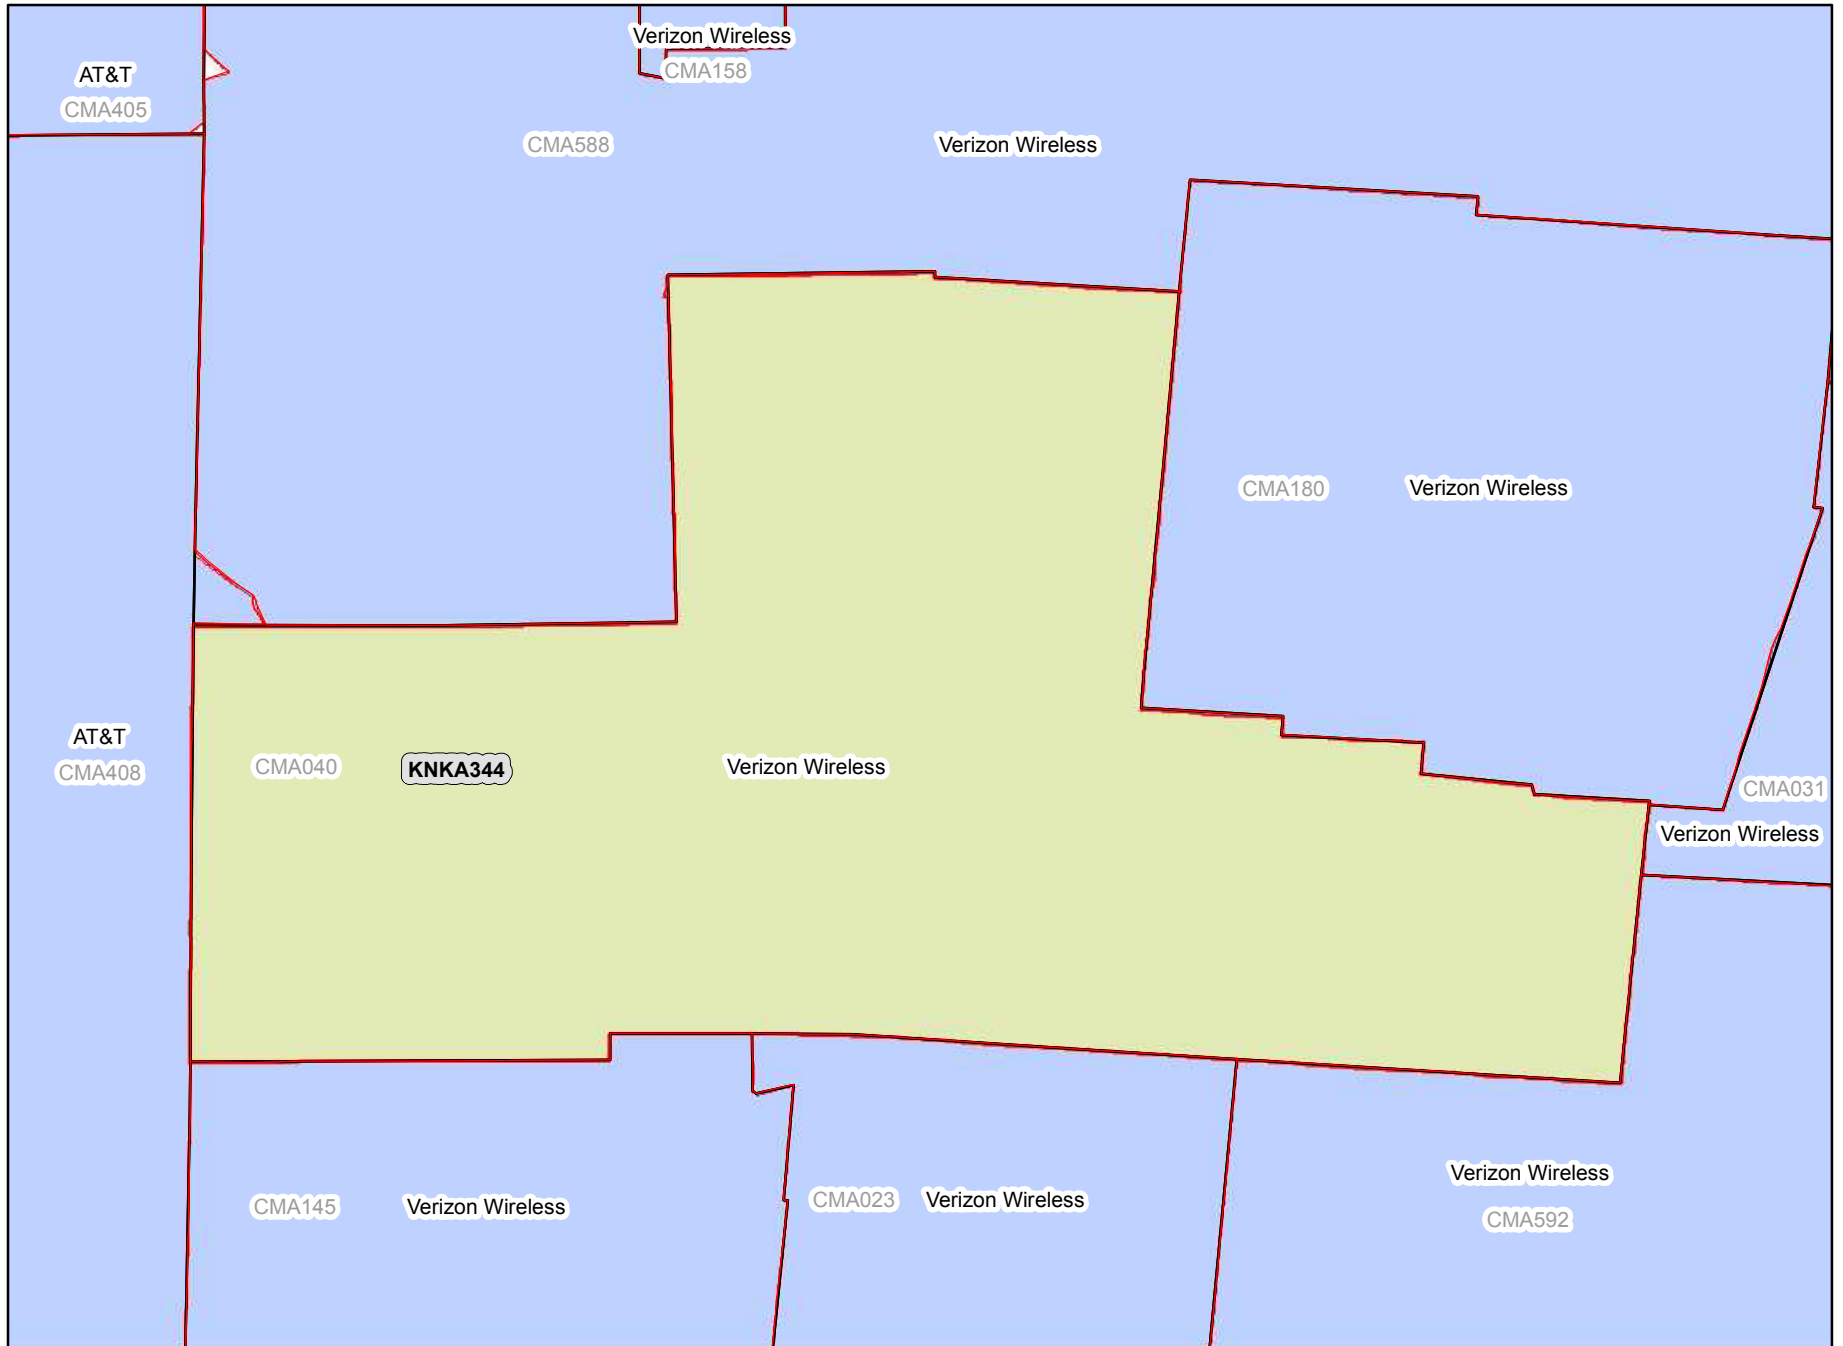 Verizon Wireless
CMA158
AT&T
CMA405
CMA588
Verizon Wireless
CMA180
Verizon Wireless
AT&T
CMA408
CMA040
KNKA344
Verizon Wireless
CMA031
Verizon Wireless
CMA145
Verizon Wireless
CMA023
Verizon Wireless
Verizon Wireless
CMA592